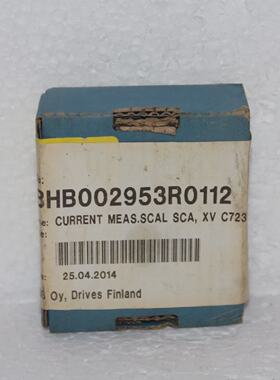 3HB002953R0112
e: CURRENT MEAS.SCAL SCA, XV C723
e:
25.04.2014
Oy, Drives Finland